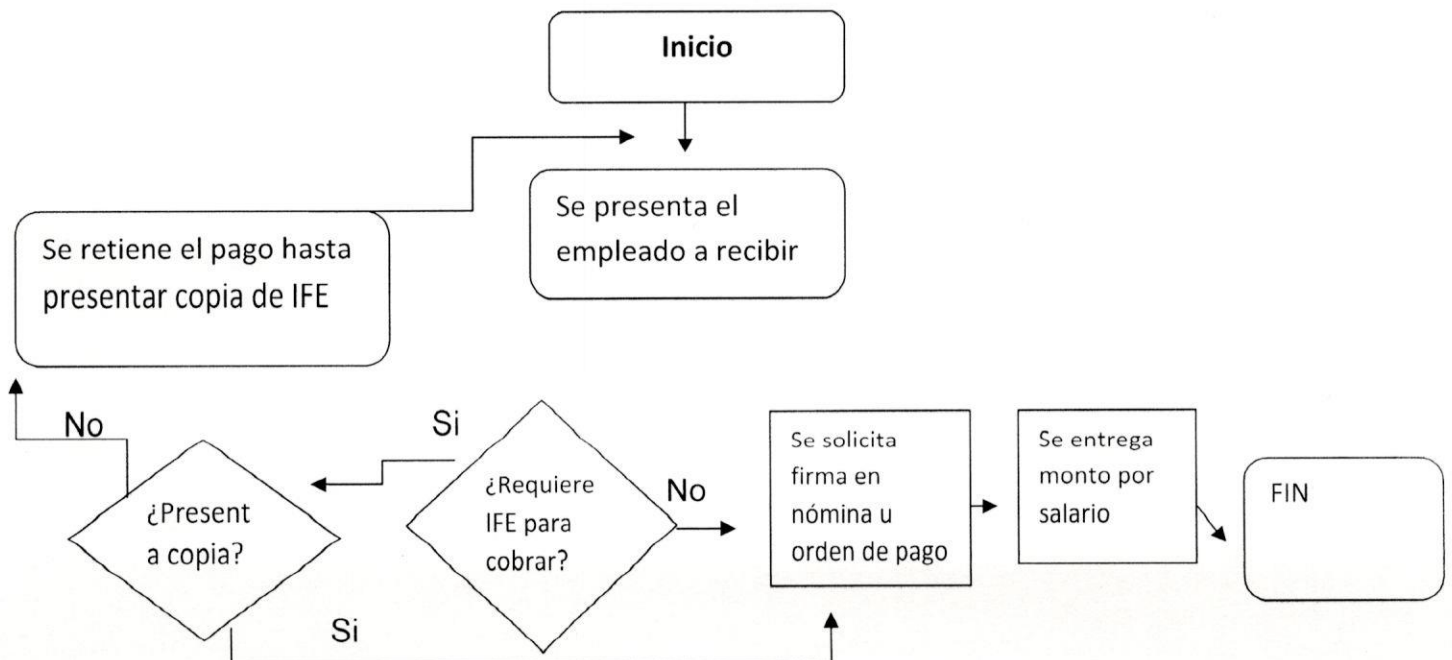 Inicio
Se presenta el
empleado a recibir
Se retiene el pago hasta
presentar copia de IFE
No
Si
¿Present
a copia?
¿Requiere
IFE para
cobrar?
No
Se solicita
firma en
nómina u
orden de pago
Se entrega
monto por
salario
FIN
Si